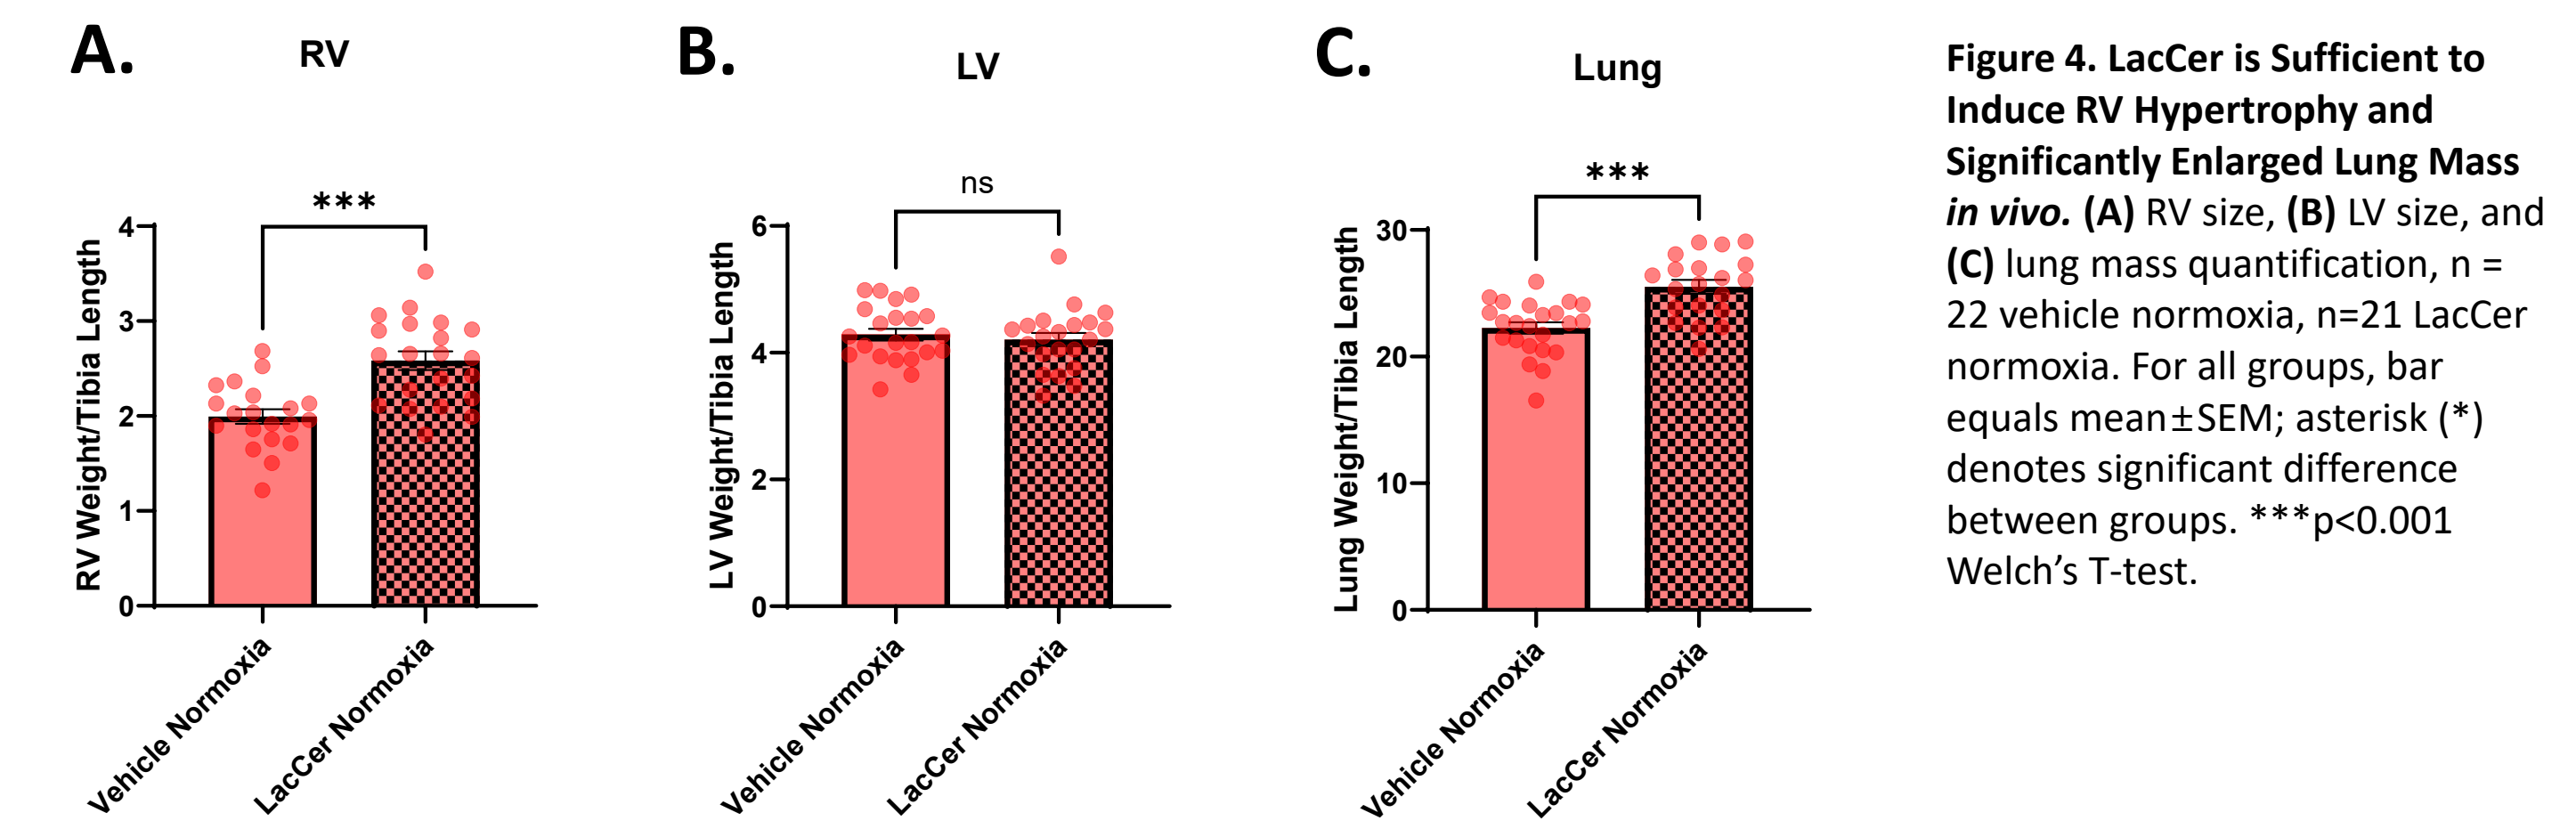 A.
RV
***
RV Weight/Tibia Length
4
3
2
1
0
Vehicle Normoxia
LacCer Normoxia
B.
LV
ns
LV Weight/Tibia Length
6
4
2
0
Vehicle Normoxia
LacCer Normoxia
C.
Lung
***
Lung Weight/Tibia Length
30
20
10
0
Vehicle Normoxia
LacCer Normoxia
Figure 4. LacCer is Sufficient to
Induce RV Hypertrophy and
Significantly Enlarged Lung Mass
in vivo. (A) RV size, (B) LV size, and
(C) lung mass quantification, n =
22 vehicle normoxia, n=21 LacCer
normoxia. For all groups, bar
equals mean±SEM; asterisk (*)
denotes significant difference
between groups. ***p<0.001
Welch’s T-test.